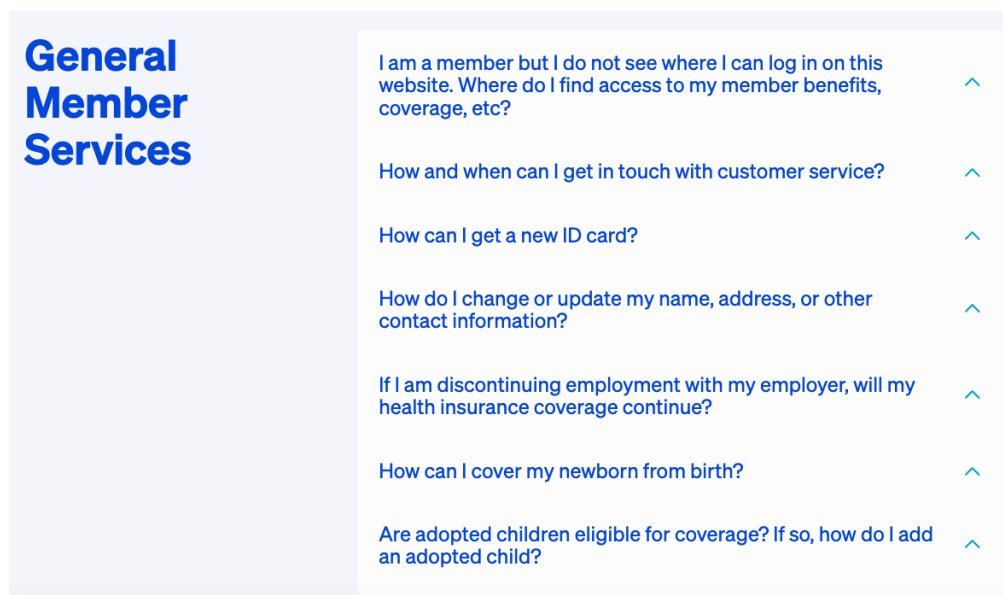 General
Member
Services
I am a member but I do not see where I can log in on this
website. Where do I find access to my member benefits,
coverage, etc?
How and when can I get in touch with customer service?
How can I get a new ID card?
How do I change or update my name, address, or other
contact information?
If I am discontinuing employment with my employer, will my
health insurance coverage continue?
How can I cover my newborn from birth?
Are adopted children eligible for coverage? If so, how do I add
an adopted child?